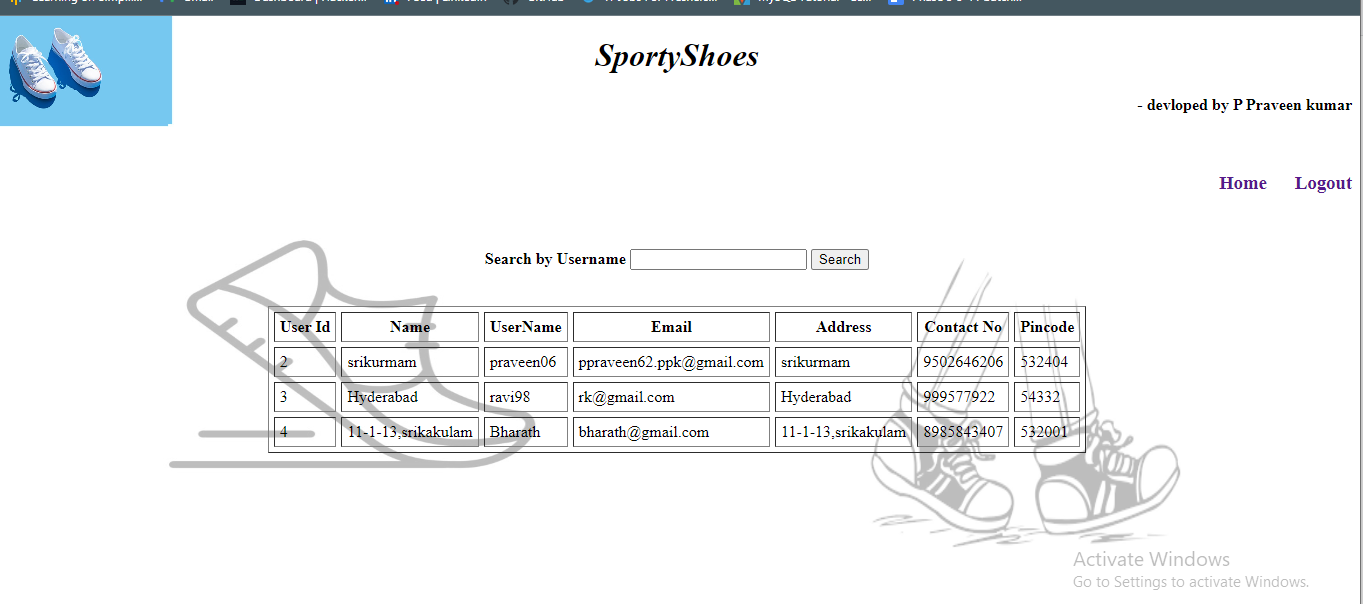 SportyShoes
- devloped by P Praveen kumar
Home Logout
Search by Username Search
User Id Name UserName Email Address Contact No Pincode
2 srikurmam praveen06 ppraveen62.ppk@gmail.com srikurmam 9502646206 532404
3 Hyderabad ravi98 rk@gmail.com Hyderabad 999577922 54332
4 11-1-13,srikakulam Bharath bharath@gmail.com 11-1-13,srikakulam 8985843407 532001
Activate Windows
Go to Settings to activate Windows.